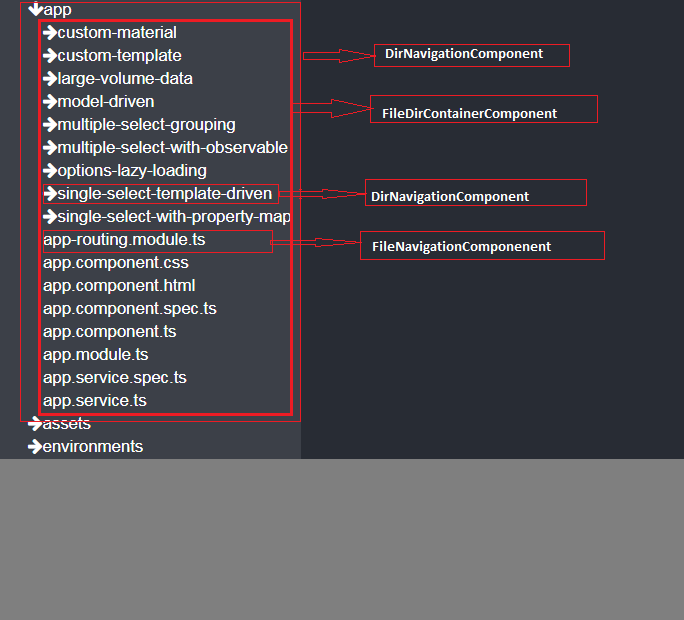 app
custom-material
custom-template
DirNavigationComponent
large-volume-data
model-driven
FileDirContainerComponent
multiple-select-grouping
multiple-select-with-observable
options-lazy-loading
single-select-template-driven
DirNavigationComponent
single-select-with-property-map
app-routing.module.ts
FileNavigationComponenent
app.component.css
app.component.html
app.component.spec.ts
app.component.ts
app.module.ts
app.service.spec.ts
app.service.ts
assets
environments